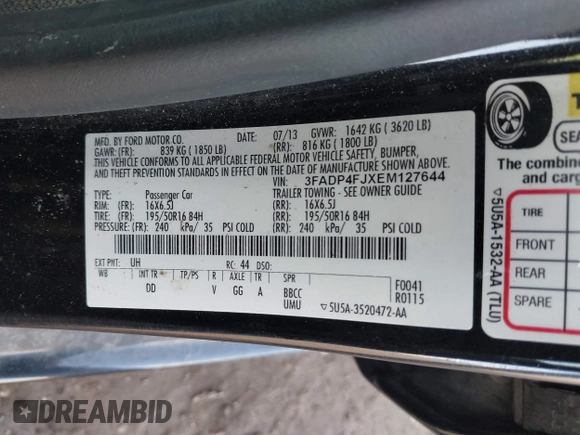 MFD. BY FORD MOTOR CO. DATE: 07/13 GVWR: 1642 KG ( 3620 LB)
GAWR: (FR): 839 KG ( 1850 LB) (RR): 816 KG ( 1800 LB)
THIS VEHICLE CONFORMS TO ALL APPLICABLE FEDERAL MOTOR VEHICLE SAFETY, BUMPER,
AND THEFT PREVENTION STANDARDS IN EFFECT ON THE DATE OF MANUFACTURE SHOWN ABOVE.
VIN: 3FADP4FJXEM127644
TYPE: Passenger Car TRAILER TOWING - SEE OWNER GUIDE
RIM: (FR) 16X6.5J (RR): 16X6.5J
TIRE: (FR) 195/50R16 84H (RR): 195/50R16 84H
PRESSURE: (FR) 240 kPa/ 35 PSI COLD (RR): 240 kPa/ 35 PSI COLD
EXT PNT: UH RC: 44 DSO:
WB INT TR TP/PS R AXLE TR SPR F0041
DD V GG A BBCC R0115
UMU ▽5U5A-3520472-AA
▽5U5A-1532-AA (TLU)
SEA
The combine
and cargo
TIRE
FRONT
REAR
SPARE
DREAMBID